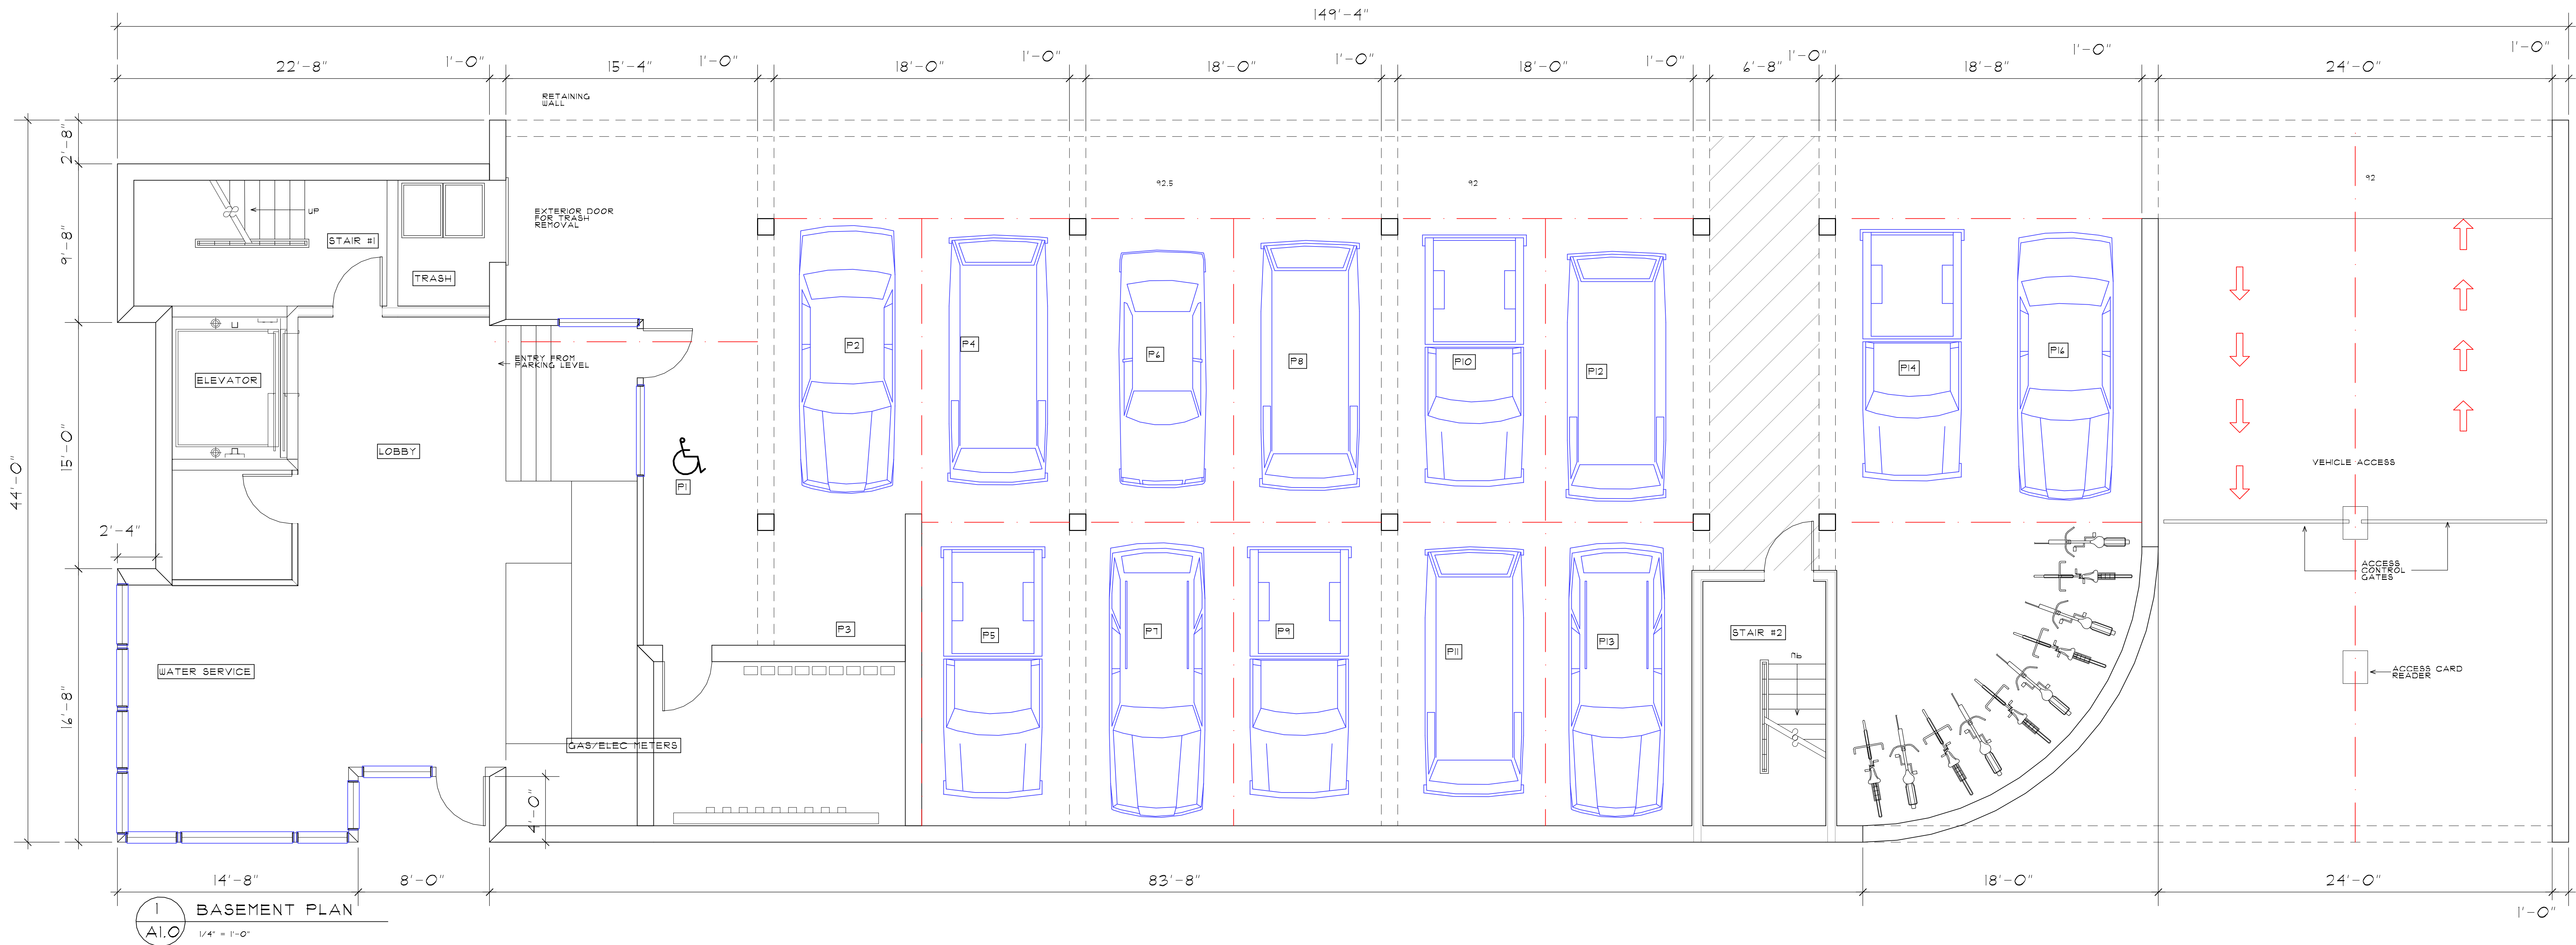 149'-4"
22'-8"
1'-0"
15'-4"
1'-0"
18'-0"
1'-0"
18'-0"
1'-0"
18'-0"
1'-0"
6'-8"
1'-0"
18'-8"
1'-0"
24'-0"
1'-0"
RETAINING
WALL
2'-8"
9'-8"
15'-0"
16'-8"
44'-0"
2'-4"
UP
STAIR #1
TRASH
EXTERIOR DOOR
FOR TRASH
REMOVAL
92.5
92
92
ENTRY FROM
PARKING LEVEL
ELEVATOR
LOBBY
P1
P2
P4
P6
P8
P10
P12
P14
P16
VEHICLE ACCESS
ACCESS
CONTROL
GATES
P3
P5
P7
P9
P11
P13
STAIR #2
UP
ACCESS CARD
READER
WATER SERVICE
GAS/ELEC METERS
4'-0"
14'-8"
8'-0"
83'-8"
18'-0"
24'-0"
1'-0"
1
A1.0
BASEMENT PLAN
1/4" = 1'-0"